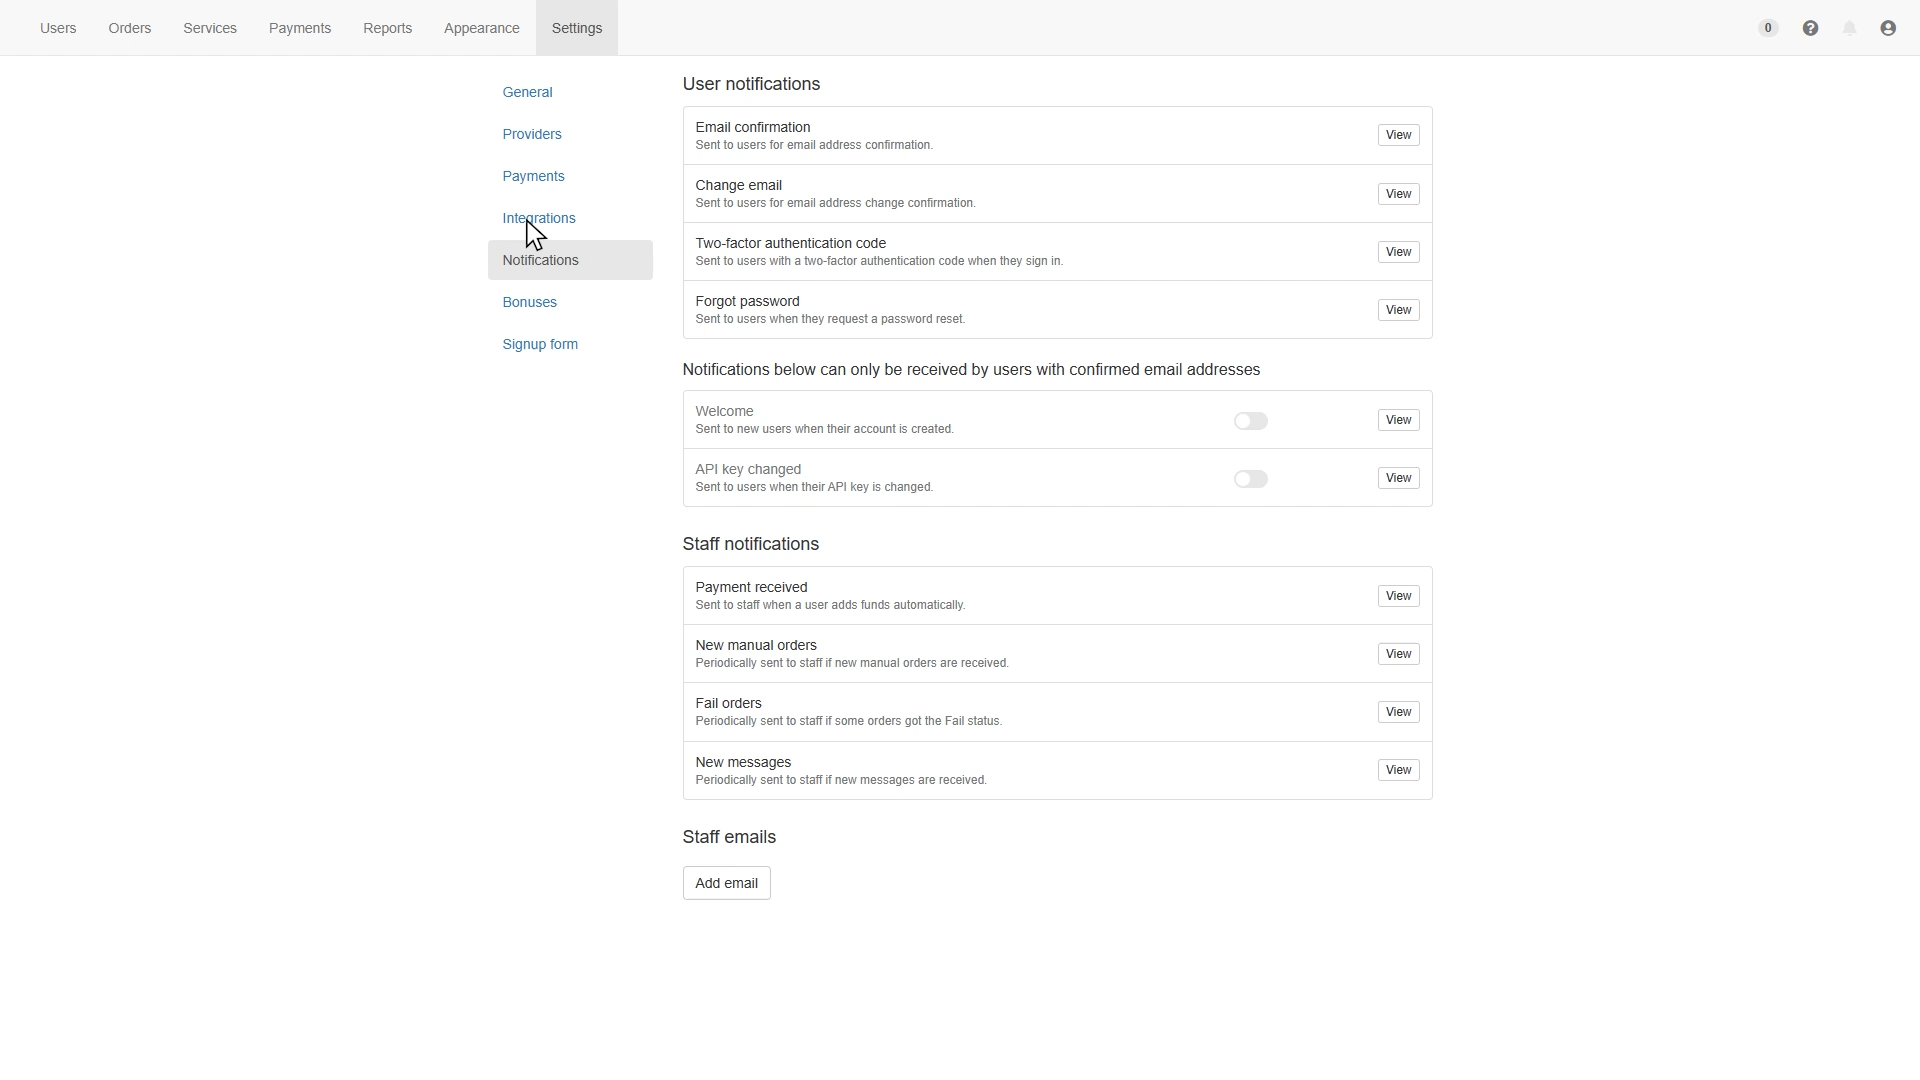 Users Orders Services Payments Reports Appearance Settings 0
General
Providers
Payments
Integrations
Notifications
Bonuses
Signup form
User notifications
Email confirmation
Sent to users for email address confirmation.
View
Change email
Sent to users for email address change confirmation.
View
Two-factor authentication code
Sent to users with a two-factor authentication code when they sign in.
View
Forgot password
Sent to users when they request a password reset.
View
Notifications below can only be received by users with confirmed email addresses
Welcome
Sent to new users when their account is created.
View
API key changed
Sent to users when their API key is changed.
View
Staff notifications
Payment received
Sent to staff when a user adds funds automatically.
View
New manual orders
Periodically sent to staff if new manual orders are received.
View
Fail orders
Periodically sent to staff if some orders got the Fail status.
View
New messages
Periodically sent to staff if new messages are received.
View
Staff emails
Add email